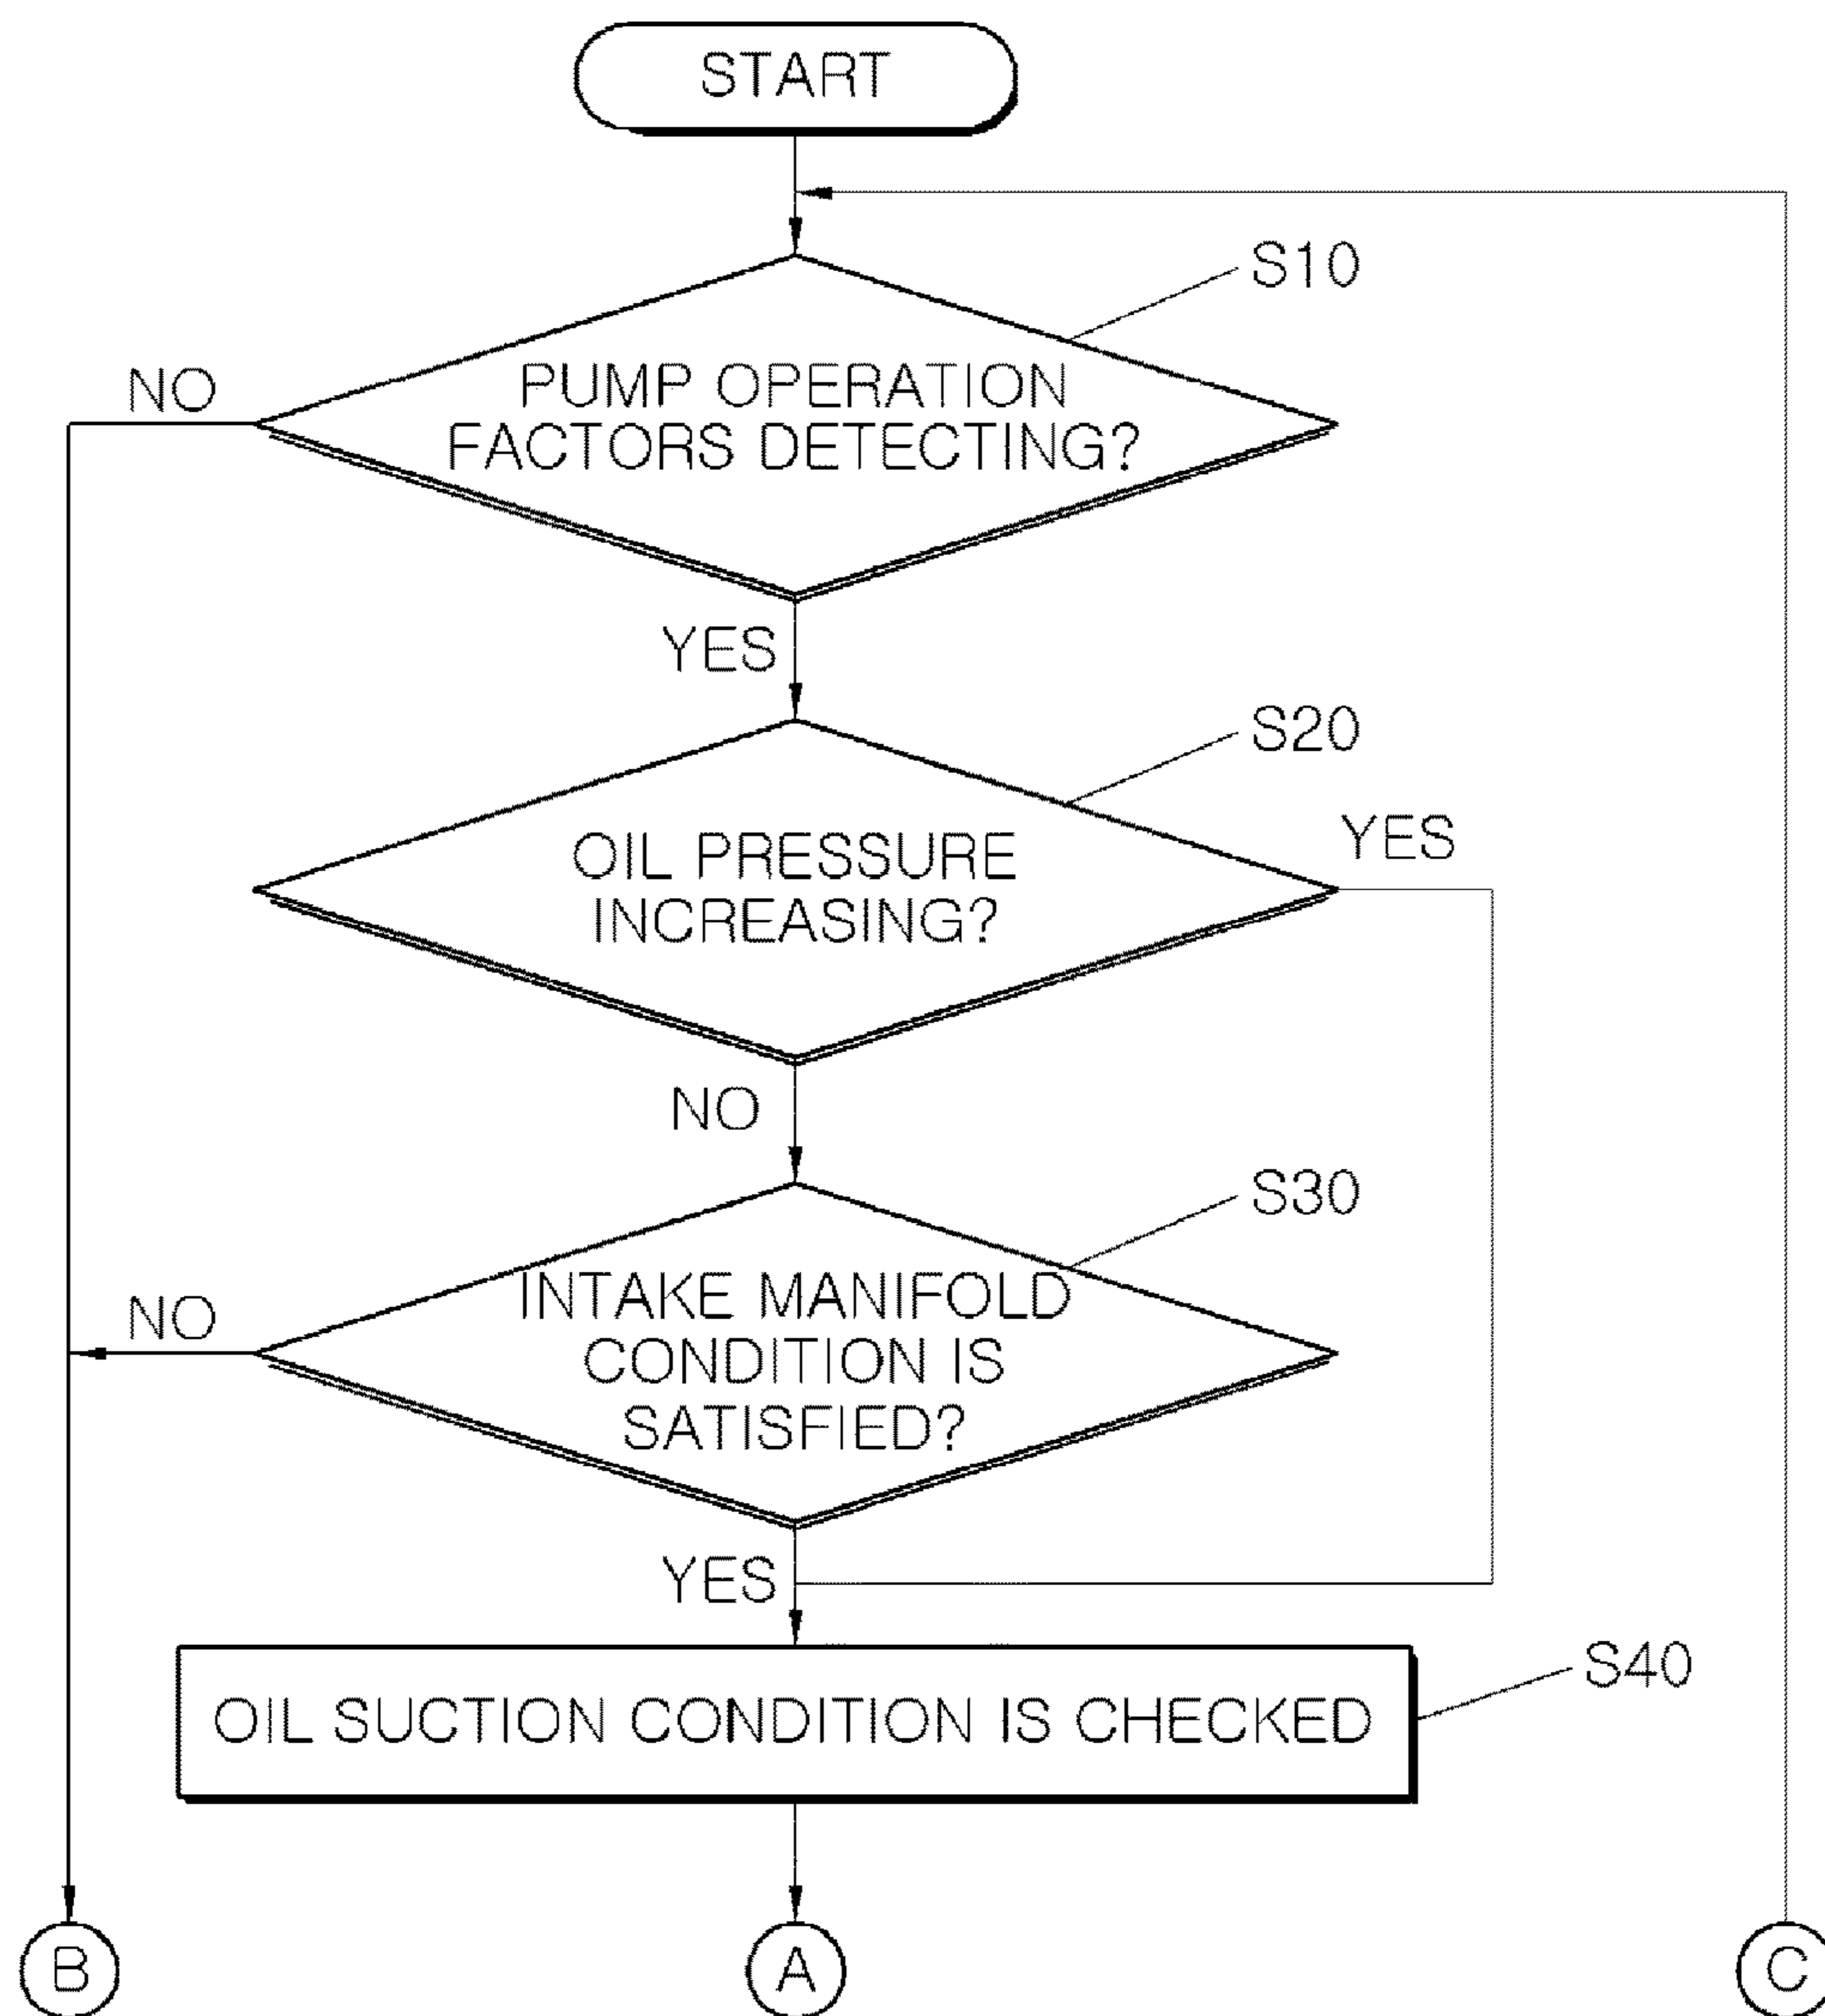 START
S10
NO
PUMP OPERATION
FACTORS DETECTING?
YES
S20
YES
OIL PRESSURE
INCREASING?
NO
S30
NO
INTAKE MANIFOLD
CONDITION IS
SATISFIED?
YES
S40
OIL SUCTION CONDITION IS CHECKED
B
A
C